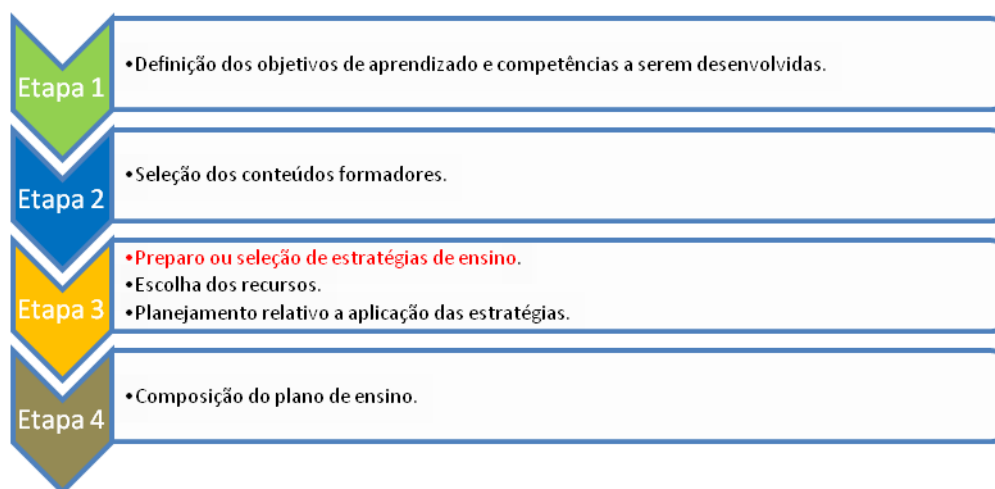 Etapa 1
•Definição dos objetivos de aprendizado e competências a serem desenvolvidas.
Etapa 2
•Seleção dos conteúdos formadores.
Etapa 3
•Preparo ou seleção de estratégias de ensino.
•Escolha dos recursos.
•Planejamento relativo a aplicação das estratégias.
Etapa 4
•Composição do plano de ensino.